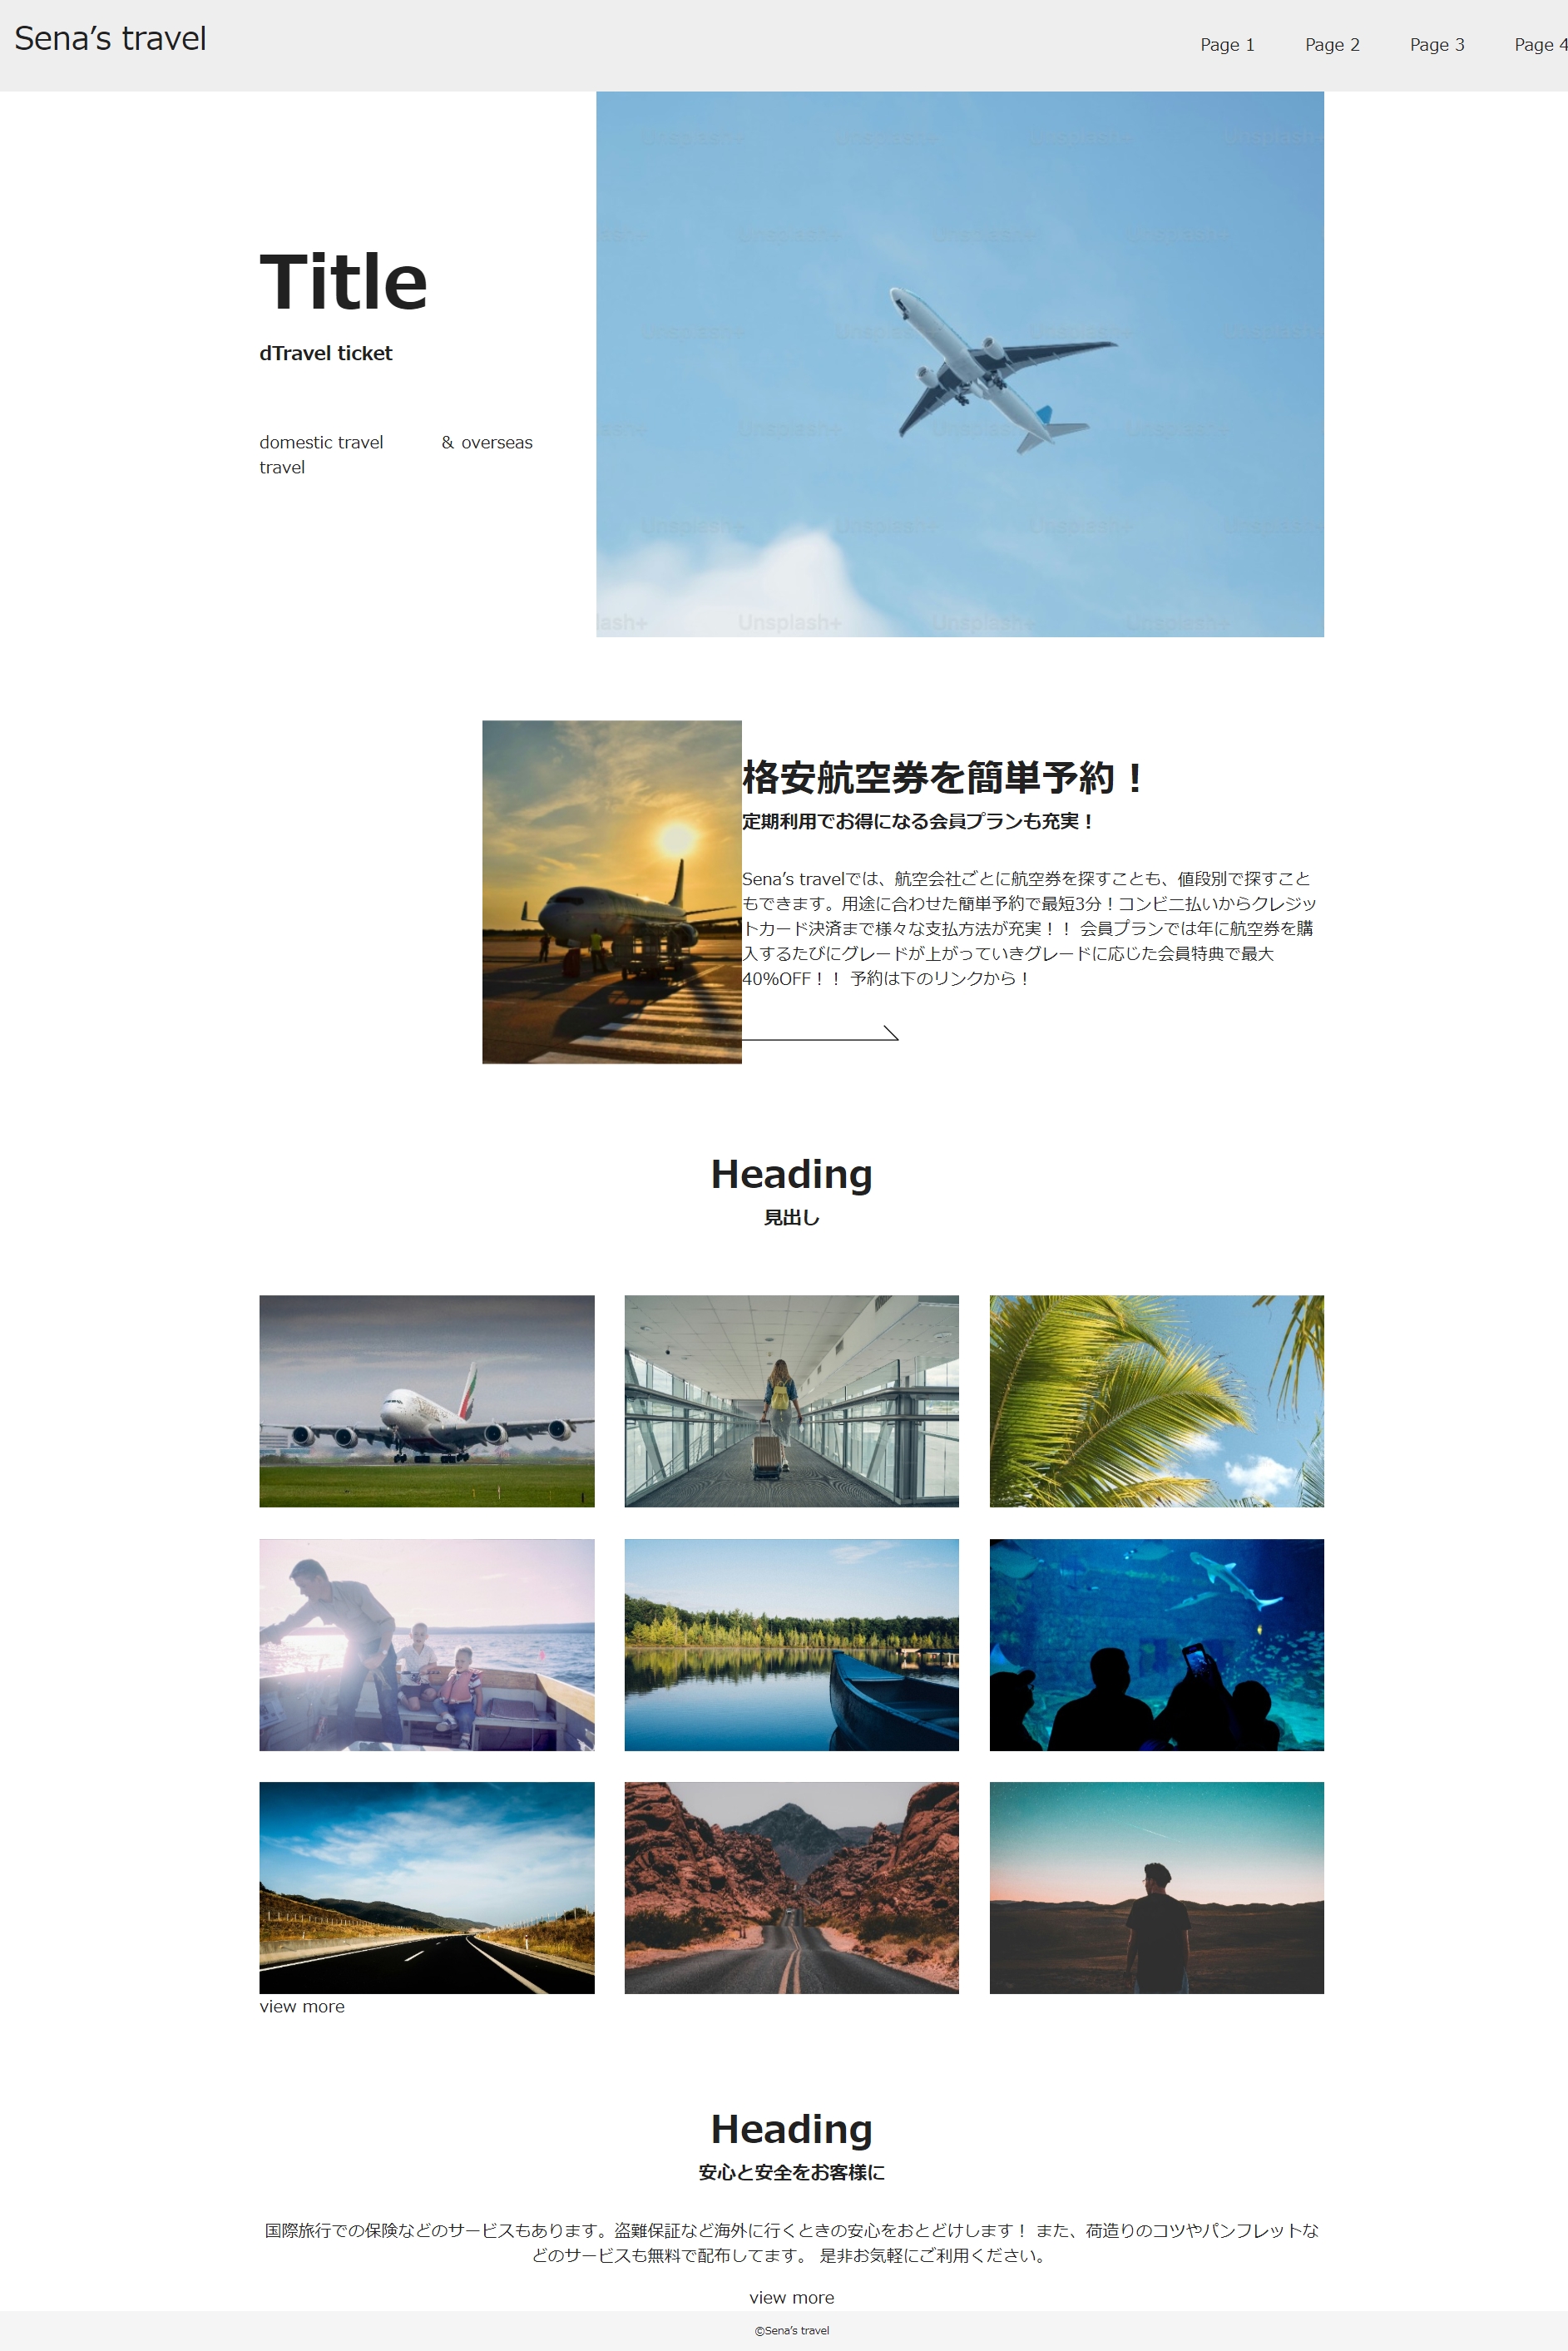 Sena’s travel
Page 1 Page 2 Page 3 Page 4
Title
dTravel ticket
domestic travel & overseas
travel
Unsplash+
格安航空券を簡単予約！
定期利用でお得になる会員プランも充実！
Sena’s travelでは、航空会社ごとに航空券を探すことも、値段別で探すこと
もできます。用途に合わせた簡単予約で最短3分！コンビニ払いからクレジッ
トカード決済まで様々な支払方法が充実！！ 会員プランでは年に航空券を購
入するたびにグレードが上がっていきグレードに応じた会員特典で最大
40%OFF！！ 予約は下のリンクから！
Heading
見出し
view more
Heading
安心と安全をお客様に
国際旅行での保険などのサービスもあります。盗難保証など海外に行くときの安心をおとどけします！ また、荷造りのコツやパンフレットな
どのサービスも無料で配布してます。 是非お気軽にご利用ください。
view more
©Sena’s travel